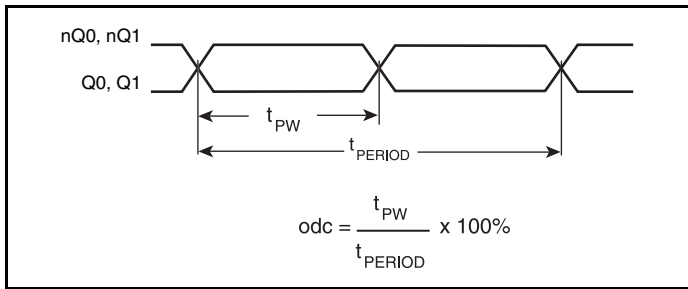 nQ0, nQ1
Q0, Q1
tPW
tPERIOD
odc = tPW / tPERIOD x 100%